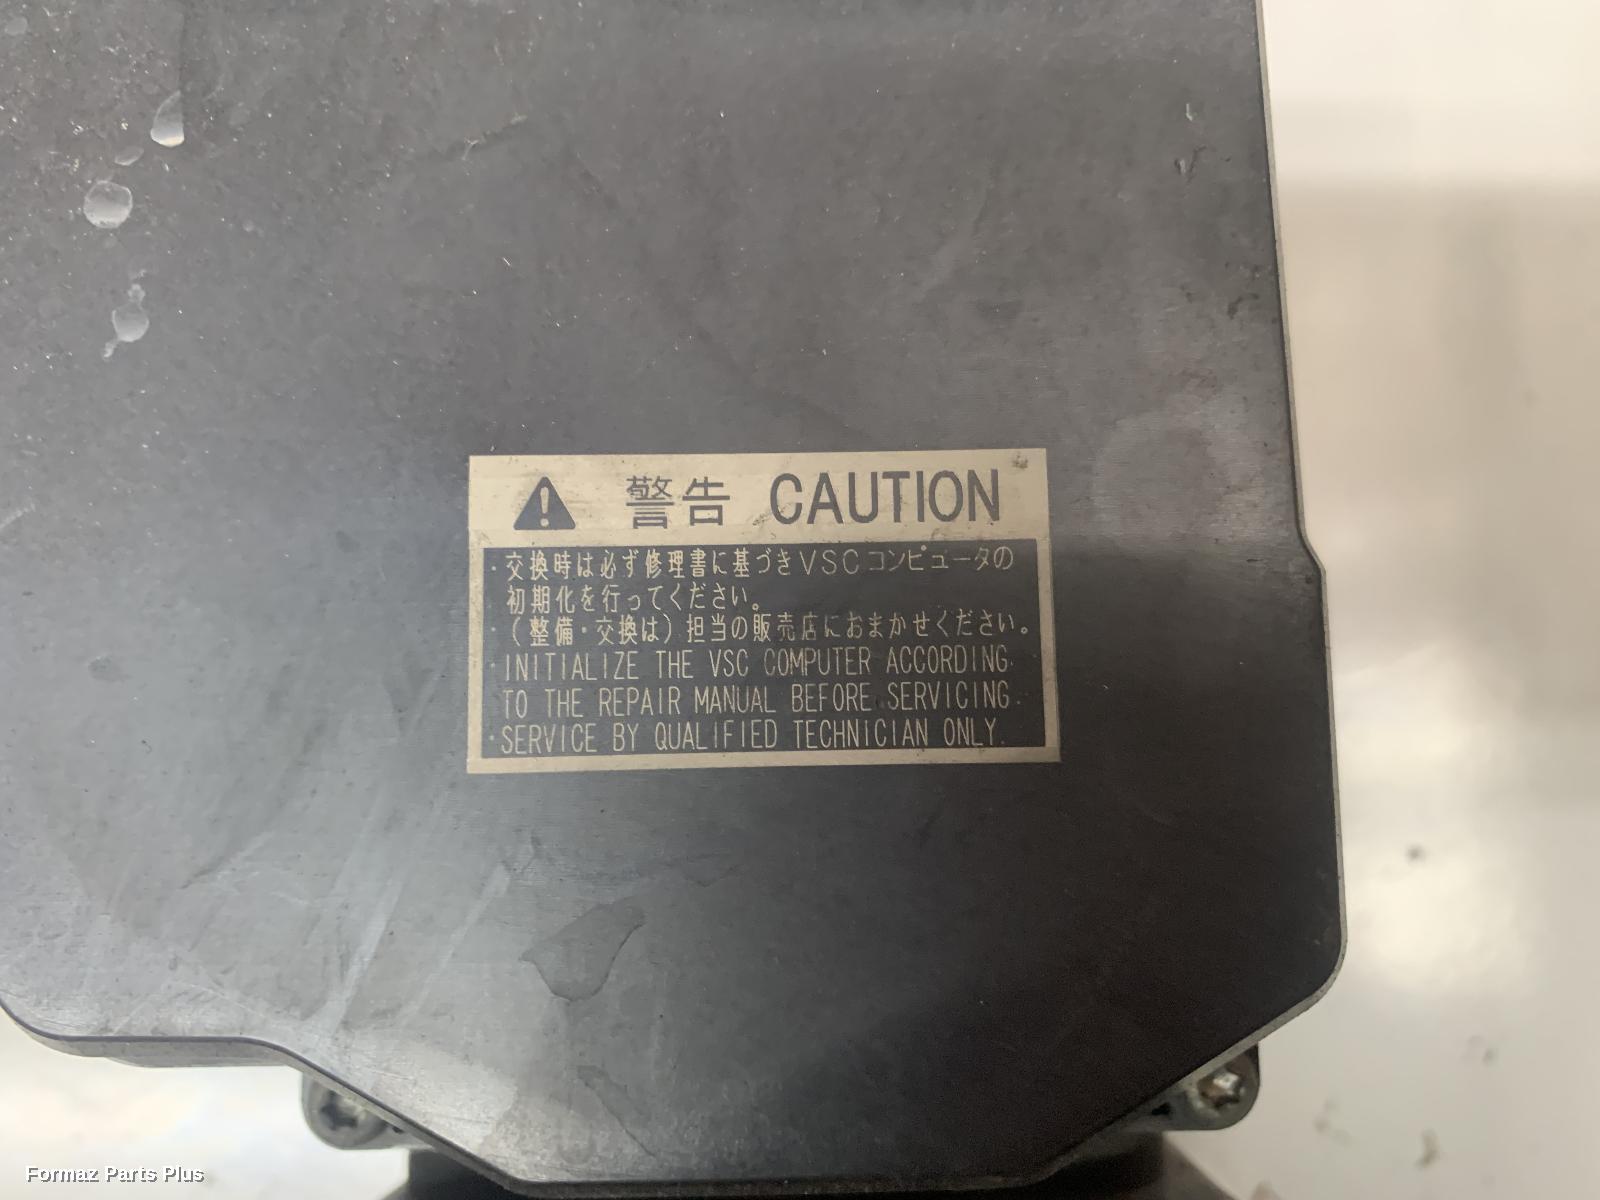 警告 CAUTION
・交換時は必ず修理書に基づきVSCコンピュータの
初期化を行ってください。
・(整備・交換は)担当の販売店におまかせください。
・INITIALIZE THE VSC COMPUTER ACCORDING
TO THE REPAIR MANUAL BEFORE SERVICING.
・SERVICE BY QUALIFIED TECHNICIAN ONLY.
Formaz Parts Plus